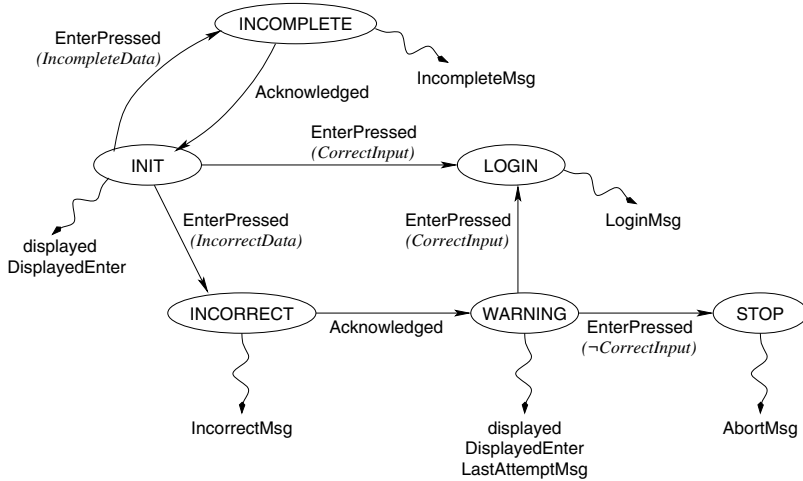 INCOMPLETE
EnterPressed
(IncompleteData)
IncompleteMsg
Acknowledged
EnterPressed
(CorrectInput)
INIT
LOGIN
EnterPressed
(IncorrectData)
EnterPressed
(CorrectInput)
LoginMsg
displayed
DisplayedEnter
INCORRECT
Acknowledged
WARNING
EnterPressed
(¬CorrectInput)
STOP
IncorrectMsg
displayed
DisplayedEnter
LastAttemptMsg
AbortMsg